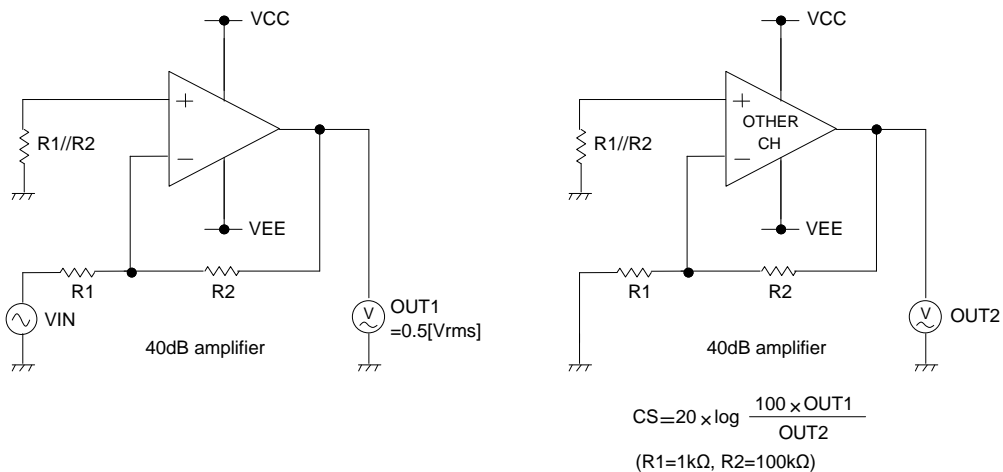 VCC
+
R1//R2
−
VEE
R1
R2
VIN
V
OUT1
=0.5[Vrms]
40dB amplifier
VCC
+
OTHER
CH
R1//R2
−
VEE
R1
R2
V
OUT2
40dB amplifier
CS=20×log 100×OUT1
OUT2
(R1=1kΩ, R2=100kΩ)